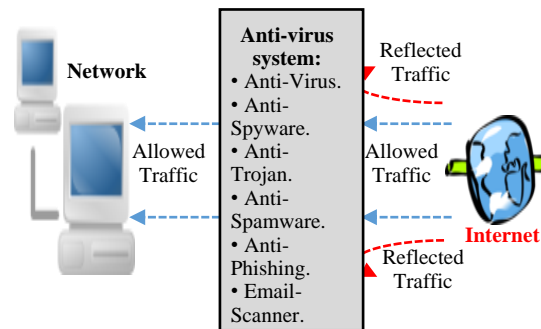 Network
Allowed
Traffic
Anti-virus
system:
• Anti-Virus.
• Anti-
Spyware.
• Anti-
Trojan.
• Anti-
Spamware.
• Anti-
Phishing.
• Email-
Scanner.
Reflected
Traffic
Allowed
Traffic
Internet
Reflected
Traffic